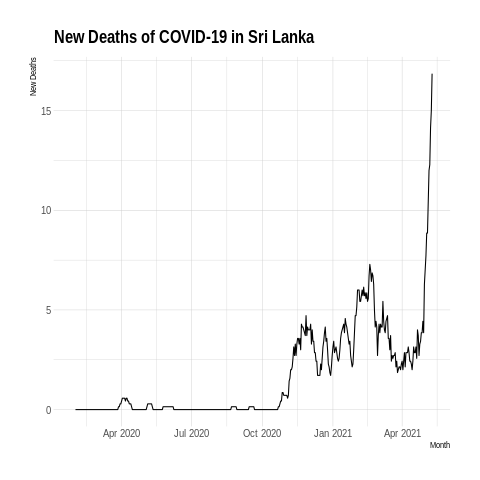 New Deaths of COVID-19 in Sri Lanka
New Deaths
15
10
5
0
Apr 2020 Jul 2020 Oct 2020 Jan 2021 Apr 2021
Month